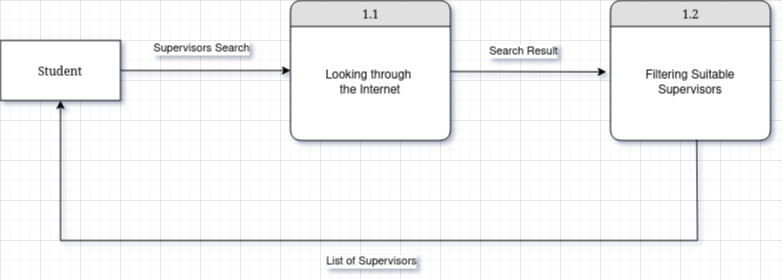 1.1
1.2
Supervisors Search
Search Result
Student
Looking through
the Internet
Filtering Suitable
Supervisors
List of Supervisors